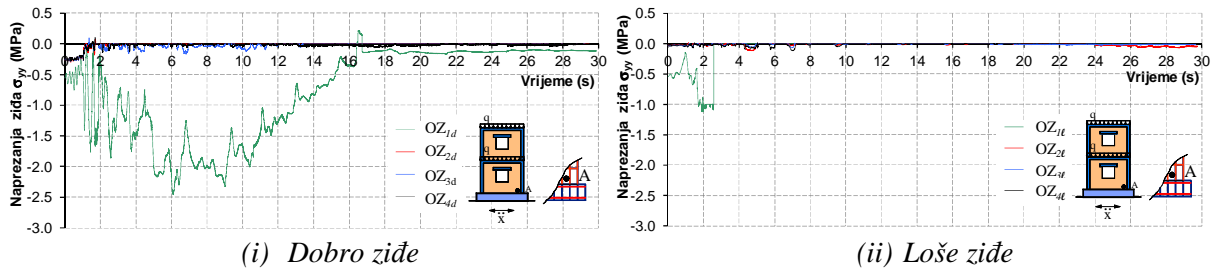 Naprezanja ziđa σyy (MPa)
0.5
0.0
-0.5
-1.0
-1.5
-2.0
-2.5
-3.0
0 2 4 6 8 10 12 14 16 18 20 22 24 26 28 30
Vrijeme (s)
OZ1d
OZ2d
OZ3d
OZ4d
q
q
A
ẍ
A
(i) Dobro ziđe
Naprezanja ziđa σyy (MPa)
0.5
0.0
-0.5
-1.0
-1.5
-2.0
-2.5
-3.0
0 2 4 6 8 10 12 14 16 18 20 22 24 26 28 30
Vrijeme (s)
OZ1ℓ
OZ2ℓ
OZ3ℓ
OZ4ℓ
q
q
A
ẍ
A
(ii) Loše ziđe